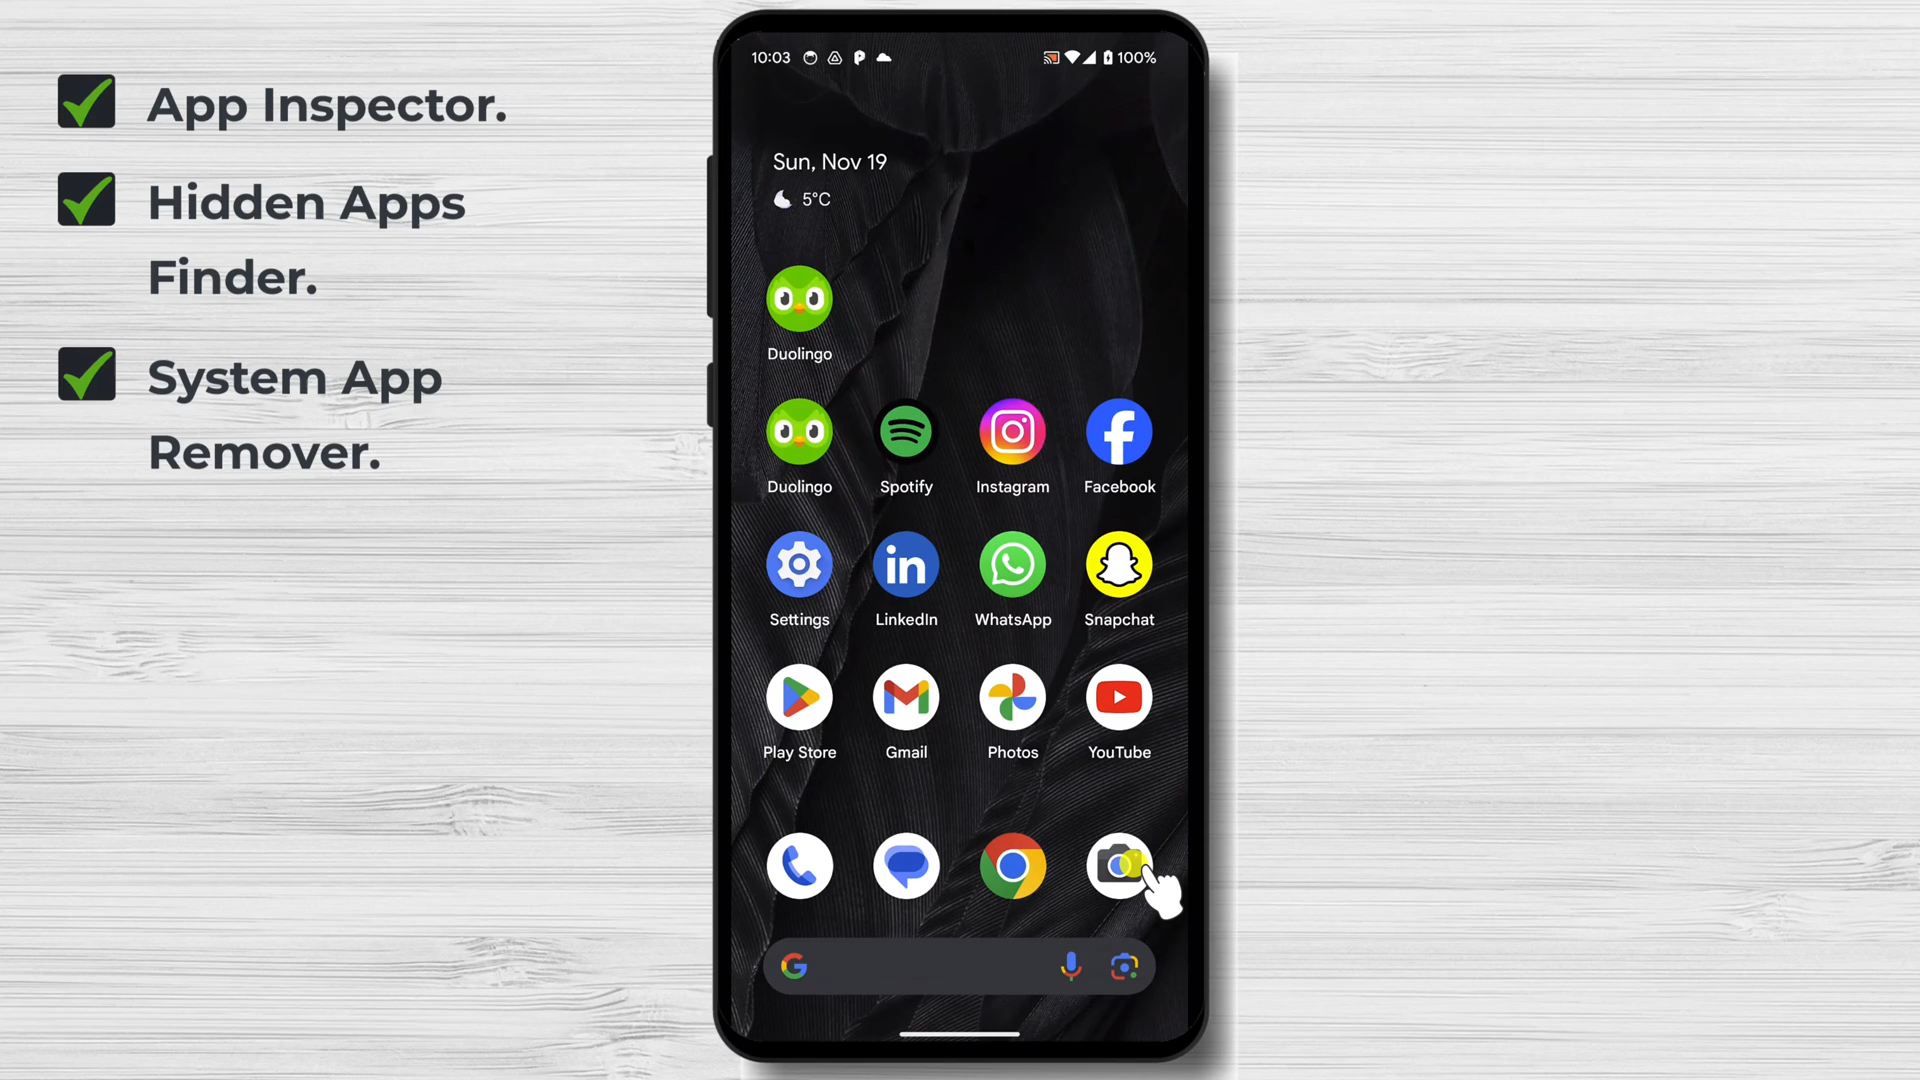 App Inspector.
Hidden Apps
Finder.
System App
Remover.
10:03
100%
Sun, Nov 19
5°C
Duolingo
Duolingo
Spotify
Instagram
Facebook
Settings
LinkedIn
WhatsApp
Snapchat
Play Store
Gmail
Photos
YouTube